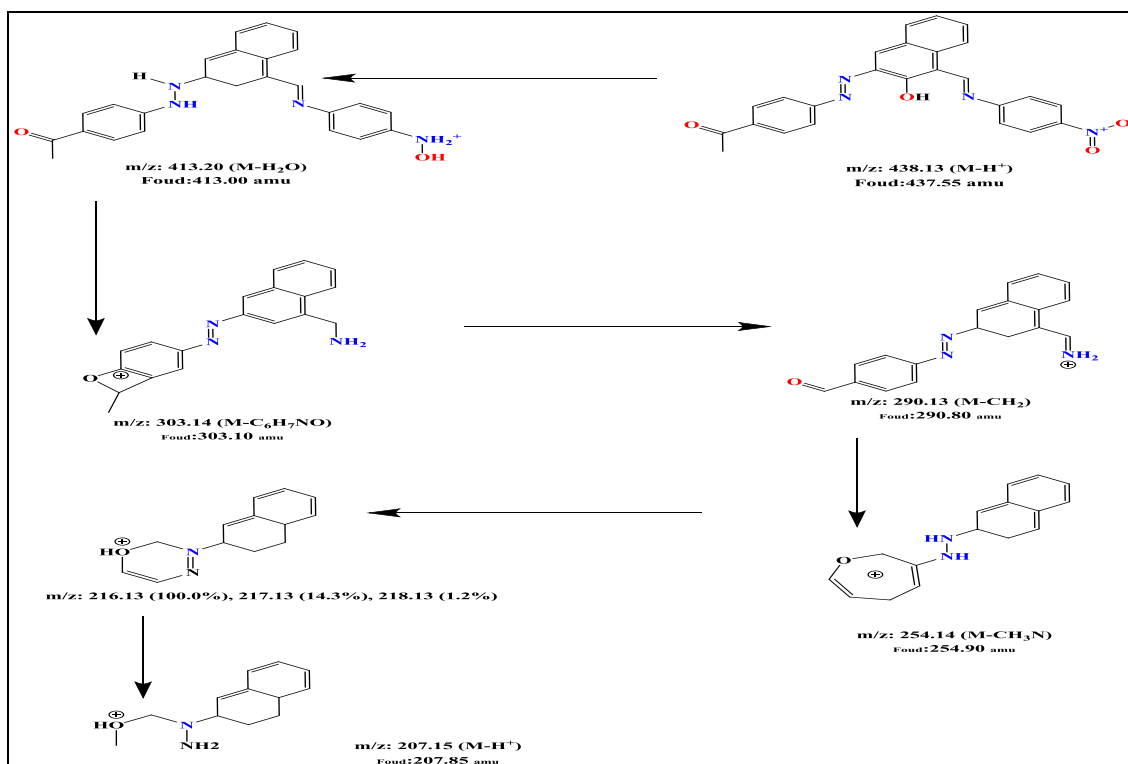 H
N
NH
N
O
NH₂⁺
OH
m/z: 413.20 (M-H₂O)
Foud:413.00 amu
N
N
OH
N
O
N⁺
O⁻
O
m/z: 438.13 (M-H⁺)
Foud:437.55 amu
N
N
NH₂
O
m/z: 303.14 (M-C₆H₇NO)
Foud:303.10 amu
N
N
NH₂
O
m/z: 290.13 (M-CH₂)
Foud:290.80 amu
HO
N
N
m/z: 216.13 (100.0%), 217.13 (14.3%), 218.13 (1.2%)
HN
NH
O
m/z: 254.14 (M-CH₃N)
Foud:254.90 amu
HO
N
NH2
m/z: 207.15 (M-H⁺)
Foud:207.85 amu